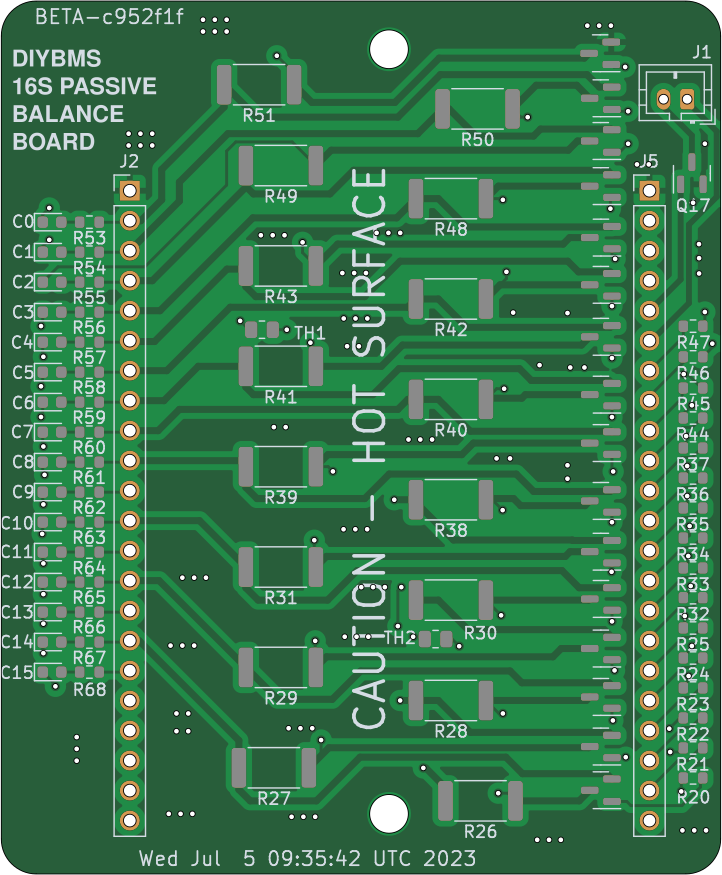 BETA-c952f1f
DIYBMS
16S PASSIVE
BALANCE
BOARD
J1
R51
R50
J2
J5
R49
R48
Q17
C0
R53
C1
R54
C2
R55
C3
R56
C4
R57
C5
R58
C6
R59
C7
R60
C8
R61
C9
R62
C10
R63
C11
R64
C12
R65
C13
R66
C14
R67
C15
R68
R43
R42
TH1
R41
R40
R39
R38
R31
R30
TH2
R29
R28
R27
R26
CAUTION – HOT SURFACE
R47
R46
R45
R44
R37
R36
R35
R34
R33
R32
R25
R24
R23
R22
R21
R20
Wed Jul  5 09:35:42 UTC 2023